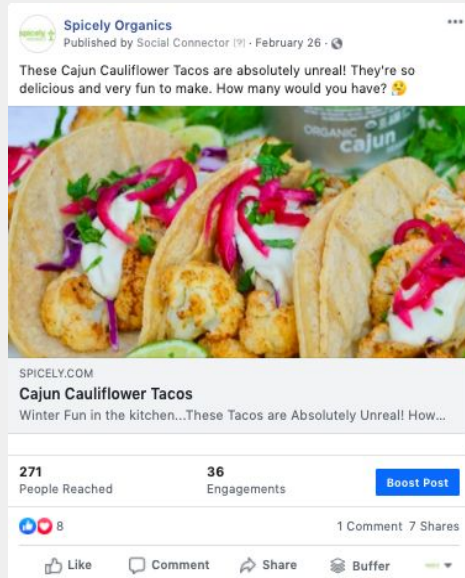 Spicely Organics
Published by Social Connector [?] · February 26 ·
These Cajun Cauliflower Tacos are absolutely unreal! They're so
delicious and very fun to make. How many would you have? 🤔
ORGANIC
cajun
SPICELY.COM
Cajun Cauliflower Tacos
Winter Fun in the kitchen...These Tacos are Absolutely Unreal! How...
271
People Reached
36
Engagements
Boost Post
8
1 Comment 7 Shares
Like Comment Share Buffer